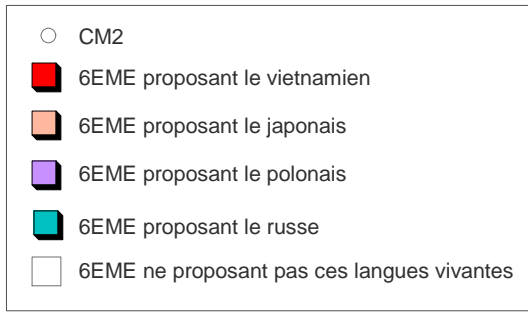 CM2
6EME proposant le vietnamien
6EME proposant le japonais
6EME proposant le polonais
6EME proposant le russe
6EME ne proposant pas ces langues vivantes